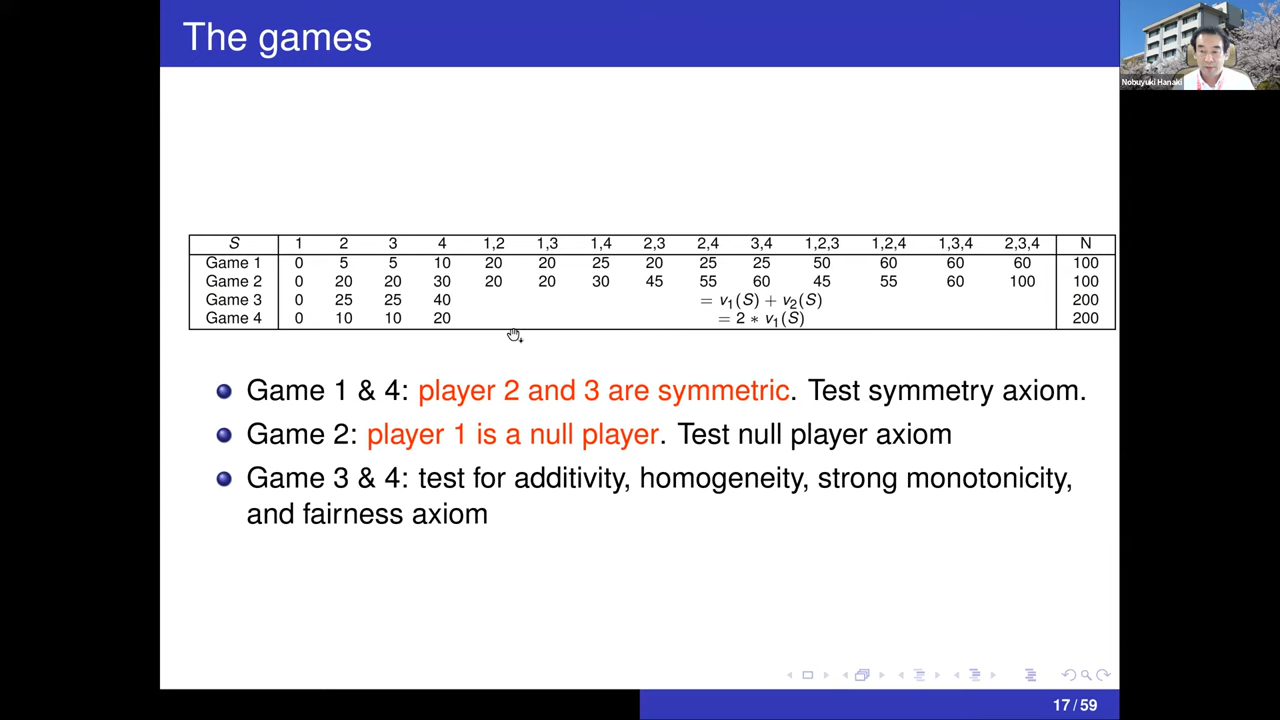 The games
Nobuyuki Hanaki
S 1 2 3 4 1,2 1,3 1,4 2,3 2,4 3,4 1,2,3 1,2,4 1,3,4 2,3,4 N
Game 1 0 5 5 10 20 20 25 20 25 25 50 60 60 60 100
Game 2 0 20 20 30 20 20 30 45 55 60 45 55 60 100 100
Game 3 0 25 25 40 = v₁(S) + v₂(S) 200
Game 4 0 10 10 20 = 2 * v₁(S) 200
Game 1 & 4: player 2 and 3 are symmetric. Test symmetry axiom.
Game 2: player 1 is a null player. Test null player axiom
Game 3 & 4: test for additivity, homogeneity, strong monotonicity,
and fairness axiom
17 / 59